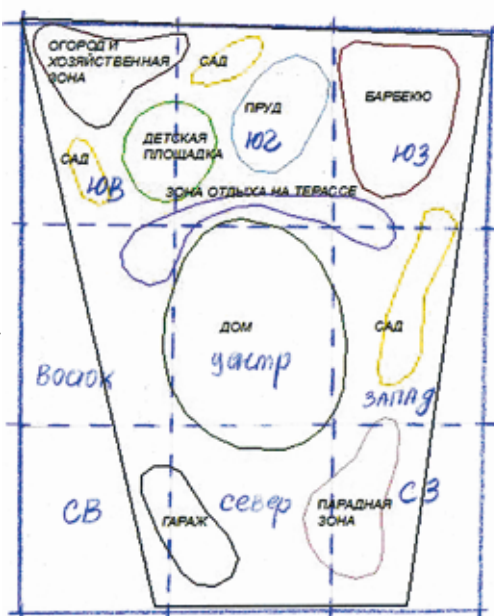 ОГОРОД И
ХОЗЯЙСТВЕННАЯ
ЗОНА
САД
ПРУД
ЮГ
БАРБЕКЮ
ЮЗ
ДЕТСКАЯ
ПЛОЩАДКА
САД
ЮВ
ЗОНА ОТДЫХА НА ТЕРАССЕ
ДОМ
САД
Восток
центр
ЗАПАД
СВ
ГАРАЖ
север
ПАРАДНАЯ
ЗОНА
СЗ